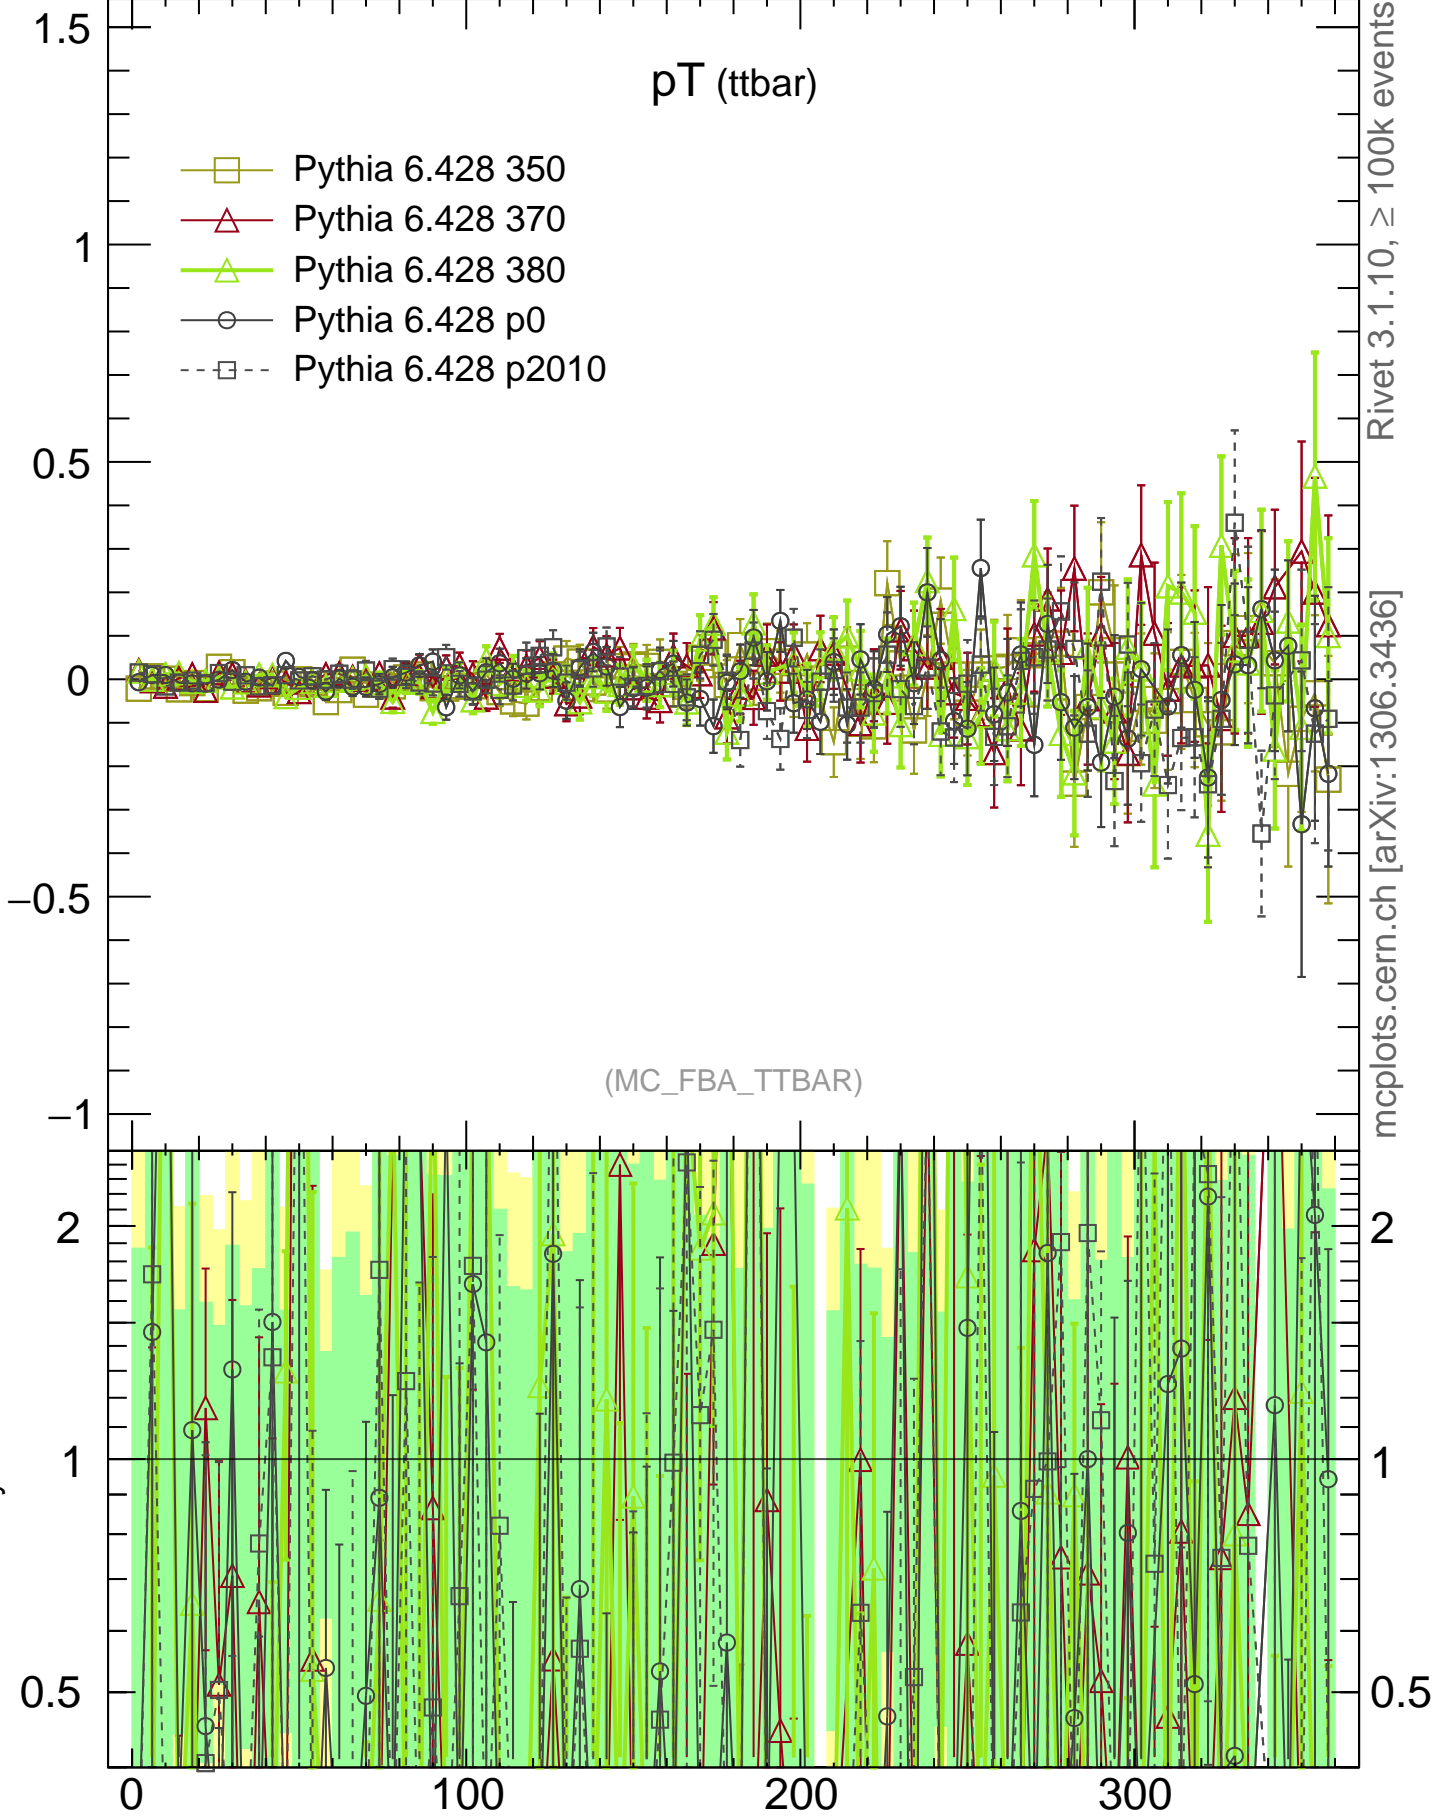 1.5
1
0.5
0
−0.5
−1
pT (ttbar)
Pythia 6.428 350
Pythia 6.428 370
Pythia 6.428 380
Pythia 6.428 p0
Pythia 6.428 p2010
(MC_FBA_TTBAR)
Rivet 3.1.10, ≥ 100k events
mcplots.cern.ch [arXiv:1306.3436]
2
1
0.5
2
1
0.5
0
100
200
300